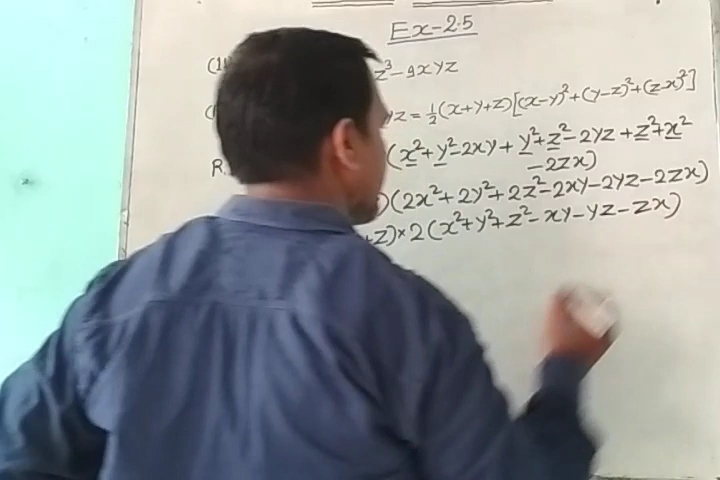 Ex-2.5
(11 z³-9xyz
yz = ½(x+y+z)[(x-y)²+(y-z)²+(z-x)²]
R. (x²+y²-2xy+y²+z²-2yz+z²+x²
-2zx)
)(2x²+2y²+2z²-2xy-2yz-2zx)
+z)×2(x²+y²+z²-xy-yz-zx)